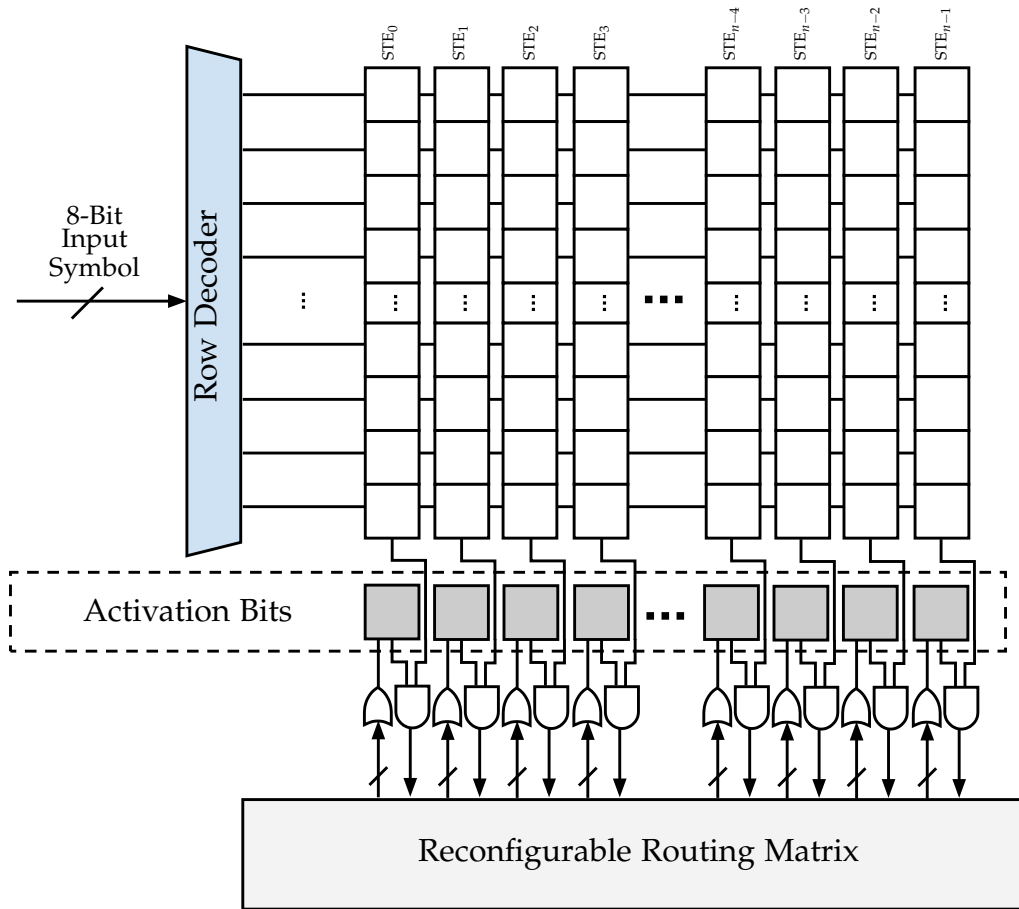 STE₀ STE₁ STE₂ STE₃ STEₙ₋₄ STEₙ₋₃ STEₙ₋₂ STEₙ₋₁
8-Bit
Input
Symbol
Row Decoder
...
... ... ... ... ... ... ... ... ...
Activation Bits
...
Reconfigurable Routing Matrix